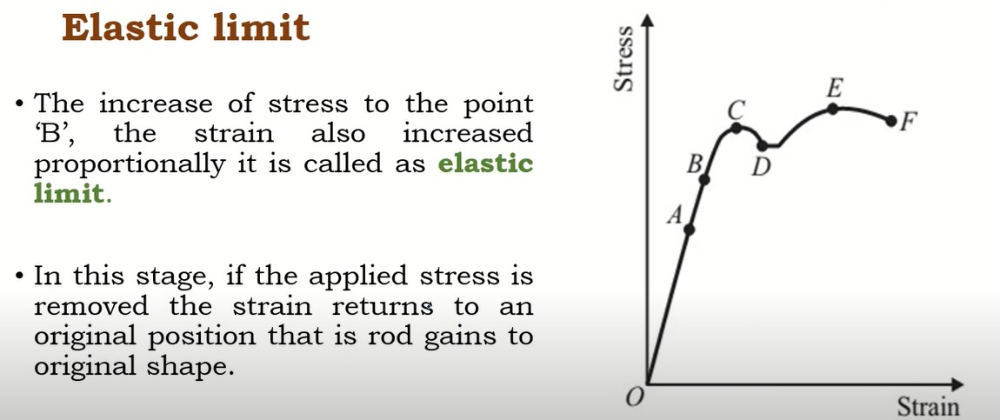 Elastic limit
• The increase of stress to the point
‘B’, the strain also increased
proportionally it is called as elastic
limit.
• In this stage, if the applied stress is
removed the strain returns to an
original position that is rod gains to
original shape.
Stress
E
C
F
B
D
A
O
Strain